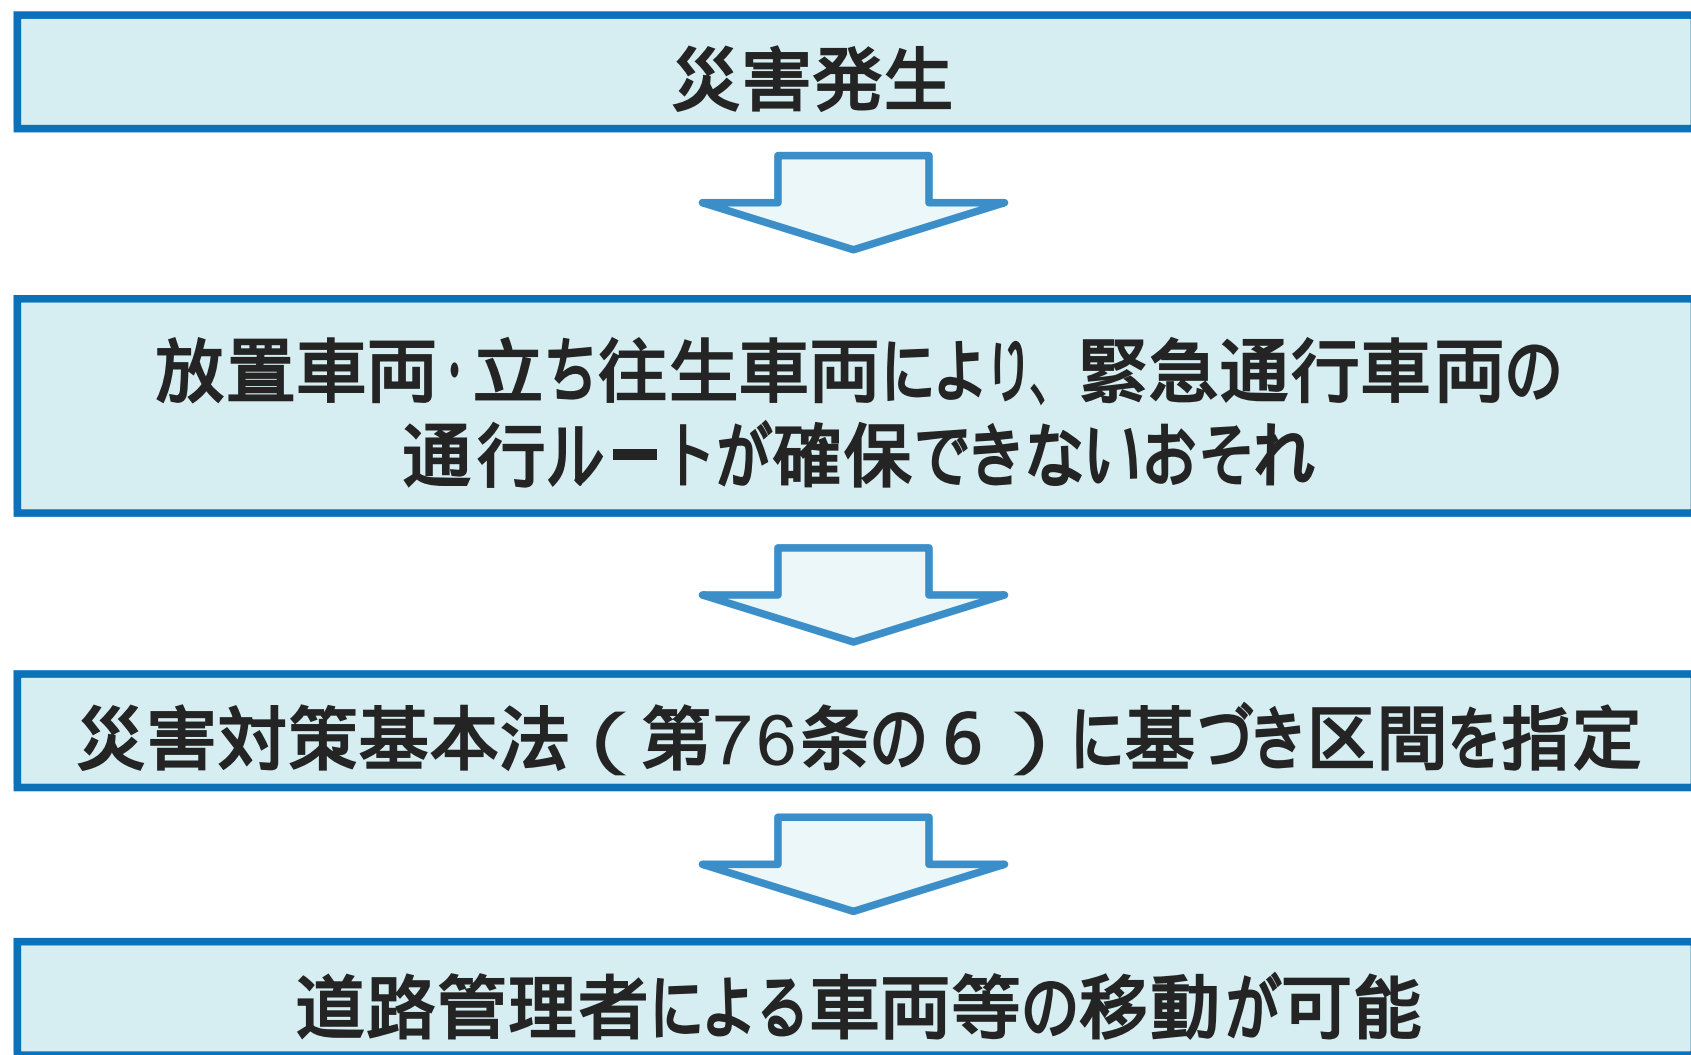 災害発生
放置車両・立ち往生車両により、緊急通行車両の
通行ルートが確保できないおそれ
災害対策基本法（第76条の６）に基づき区間を指定
道路管理者による車両等の移動が可能